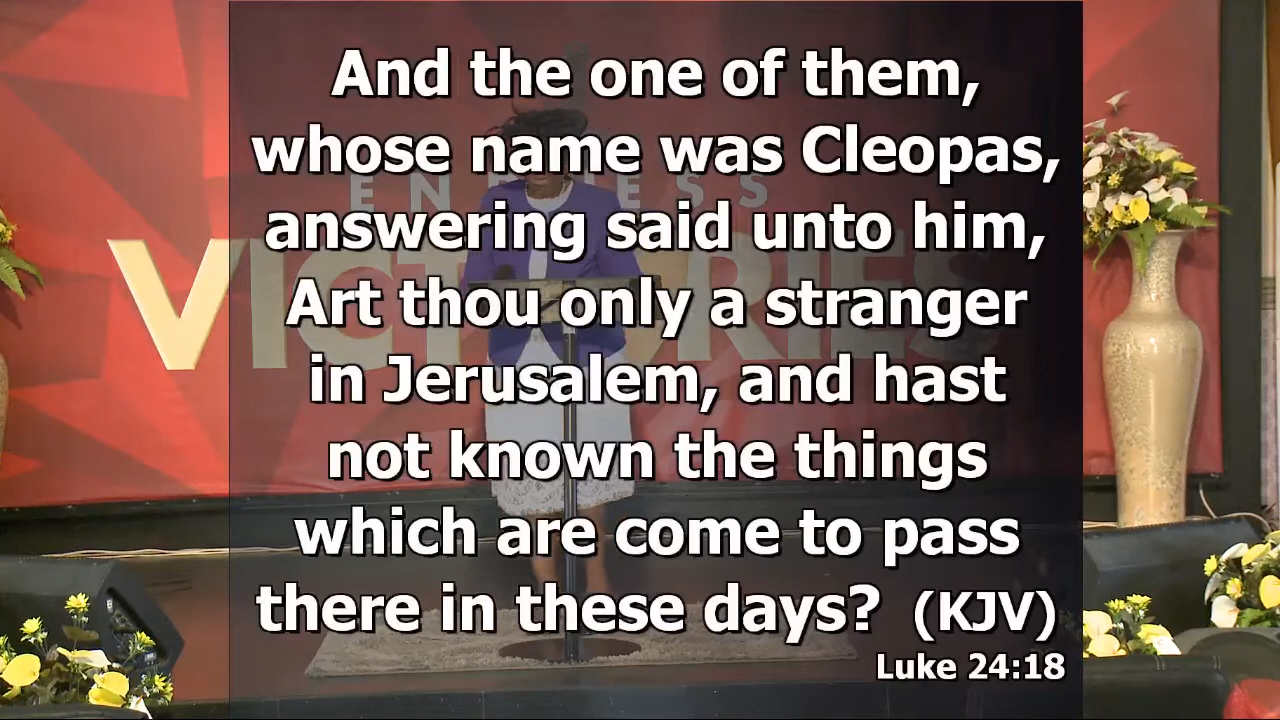 And the one of them,
whose name was Cleopas,
answering said unto him,
Art thou only a stranger
in Jerusalem, and hast
not known the things
which are come to pass
there in these days? (KJV)
Luke 24:18
ENDLESS
VICTORIES